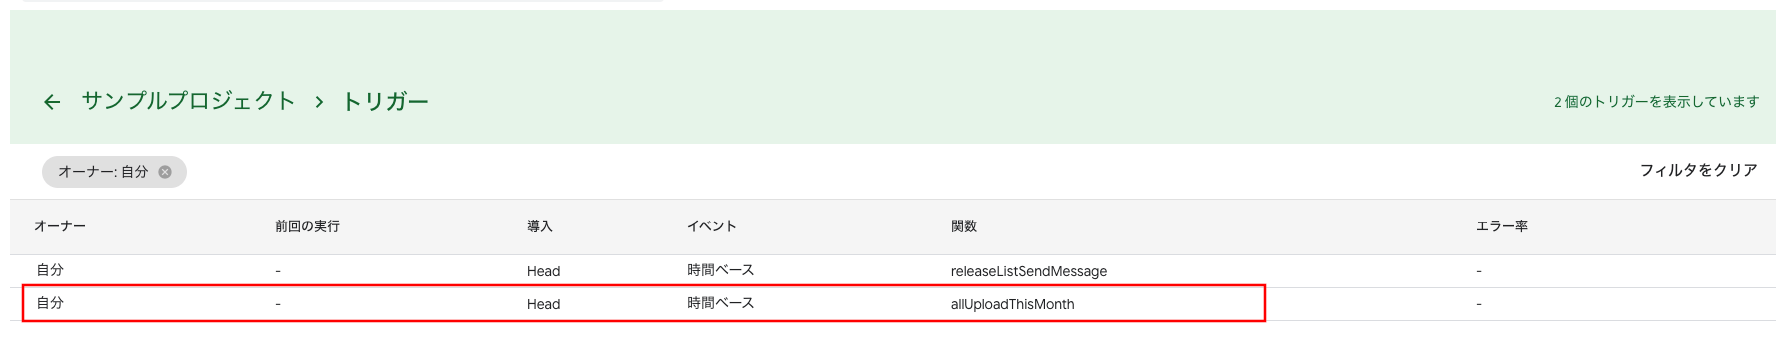 ← サンプルプロジェクト > トリガー
2 個のトリガーを表示しています
オーナー: 自分
フィルタをクリア
オーナー 前回の実行 導入 イベント 関数 エラー率
自分 - Head 時間ベース releaseListSendMessage -
自分 - Head 時間ベース allUploadThisMonth -